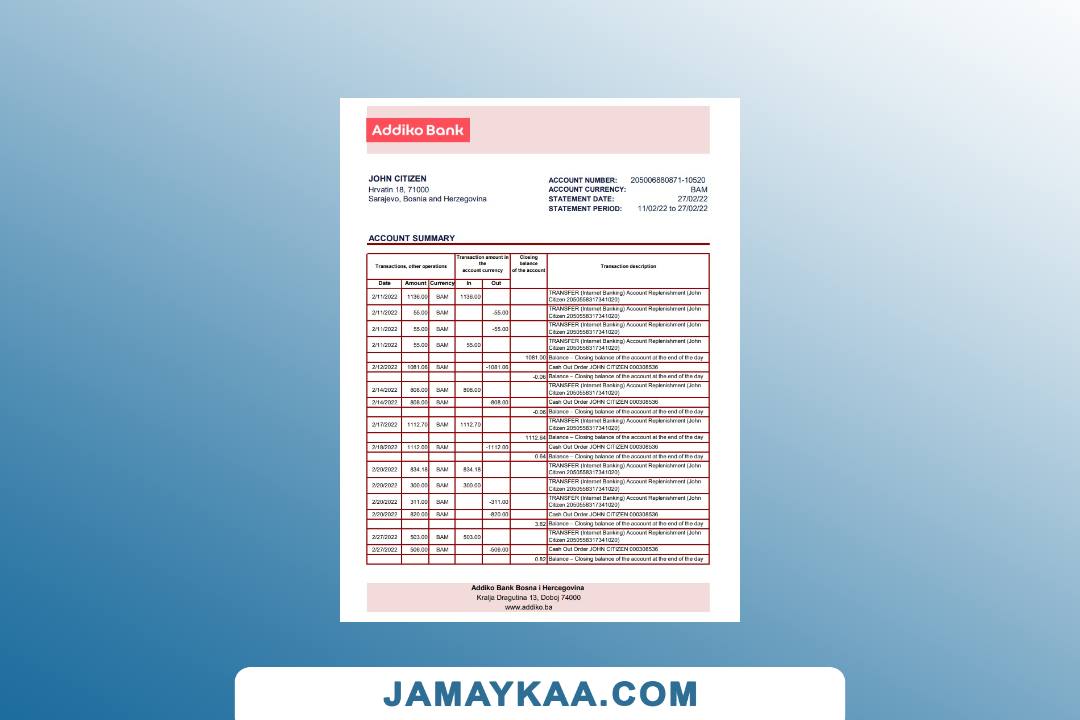 Addiko Bank
JOHN CITIZEN
Hrvatin 18, 71000
Sarajevo, Bosnia and Herzegovina
ACCOUNT NUMBER: 205006880871-10520
ACCOUNT CURRENCY: BAM
STATEMENT DATE: 27/02/22
STATEMENT PERIOD: 11/02/22 to 27/02/22
ACCOUNT SUMMARY
Transactions, other operations
Transaction amount in
the
account currency
Closing
balance
of the account
Transaction description
Date Amount Currency In Out
2/11/2022 1136.00 BAM 1136.00 TRANSFER (Internet Banking) Account Replenishment (John
Citizen 2050558317341020)
2/11/2022 55.00 BAM -55.00 TRANSFER (Internet Banking) Account Replenishment (John
Citizen 2050558317341020)
2/11/2022 55.00 BAM -55.00 TRANSFER (Internet Banking) Account Replenishment (John
Citizen 2050558317341020)
2/11/2022 55.00 BAM 55.00 TRANSFER (Internet Banking) Account Replenishment (John
Citizen 2050558317341020)
1081.00 Balance – Closing balance of the account at the end of the day
2/12/2022 1081.06 BAM -1081.06 Cash Out Order JOHN CITIZEN 000308536
-0.06 Balance – Closing balance of the account at the end of the day
2/14/2022 808.00 BAM 808.00 TRANSFER (Internet Banking) Account Replenishment (John
Citizen 2050558317341020)
2/14/2022 808.00 BAM 808.00 Cash Out Order JOHN CITIZEN 000308536
-0.06 Balance – Closing balance of the account at the end of the day
2/17/2022 1112.70 BAM 1112.70 TRANSFER (Internet Banking) Account Replenishment (John
Citizen 2050558317341020)
1112.64 Balance – Closing balance of the account at the end of the day
2/18/2022 1112.00 BAM -1112.00 Cash Out Order JOHN CITIZEN 000308536
0.64 Balance – Closing balance of the account at the end of the day
2/20/2022 834.18 BAM 834.18 TRANSFER (Internet Banking) Account Replenishment (John
Citizen 2050558317341020)
2/20/2022 300.00 BAM 300.00 TRANSFER (Internet Banking) Account Replenishment (John
Citizen 2050558317341020)
2/20/2022 311.00 BAM -311.00 TRANSFER (Internet Banking) Account Replenishment (John
Citizen 2050558317341020)
2/20/2022 820.00 BAM -820.00 Cash Out Order JOHN CITIZEN 000308536
3.82 Balance – Closing balance of the account at the end of the day
2/27/2022 503.00 BAM 503.00 TRANSFER (Internet Banking) Account Replenishment (John
Citizen 2050558317341020)
2/27/2022 506.00 BAM -506.00 Cash Out Order JOHN CITIZEN 000308536
0.82 Balance – Closing balance of the account at the end of the day
Addiko Bank Bosna i Hercegovina
Kralja Dragutina 13, Doboj 74000
www.addiko.ba
JAMAYKAA.COM